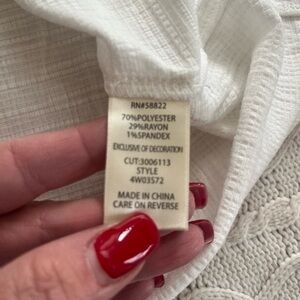 RN#58822
70%POLYESTER
29%RAYON
1%SPANDEX
EXCLUSIVE OF DECORATION
CUT:3006113
STYLE
4W03572
MADE IN CHINA
CARE ON REVERSE